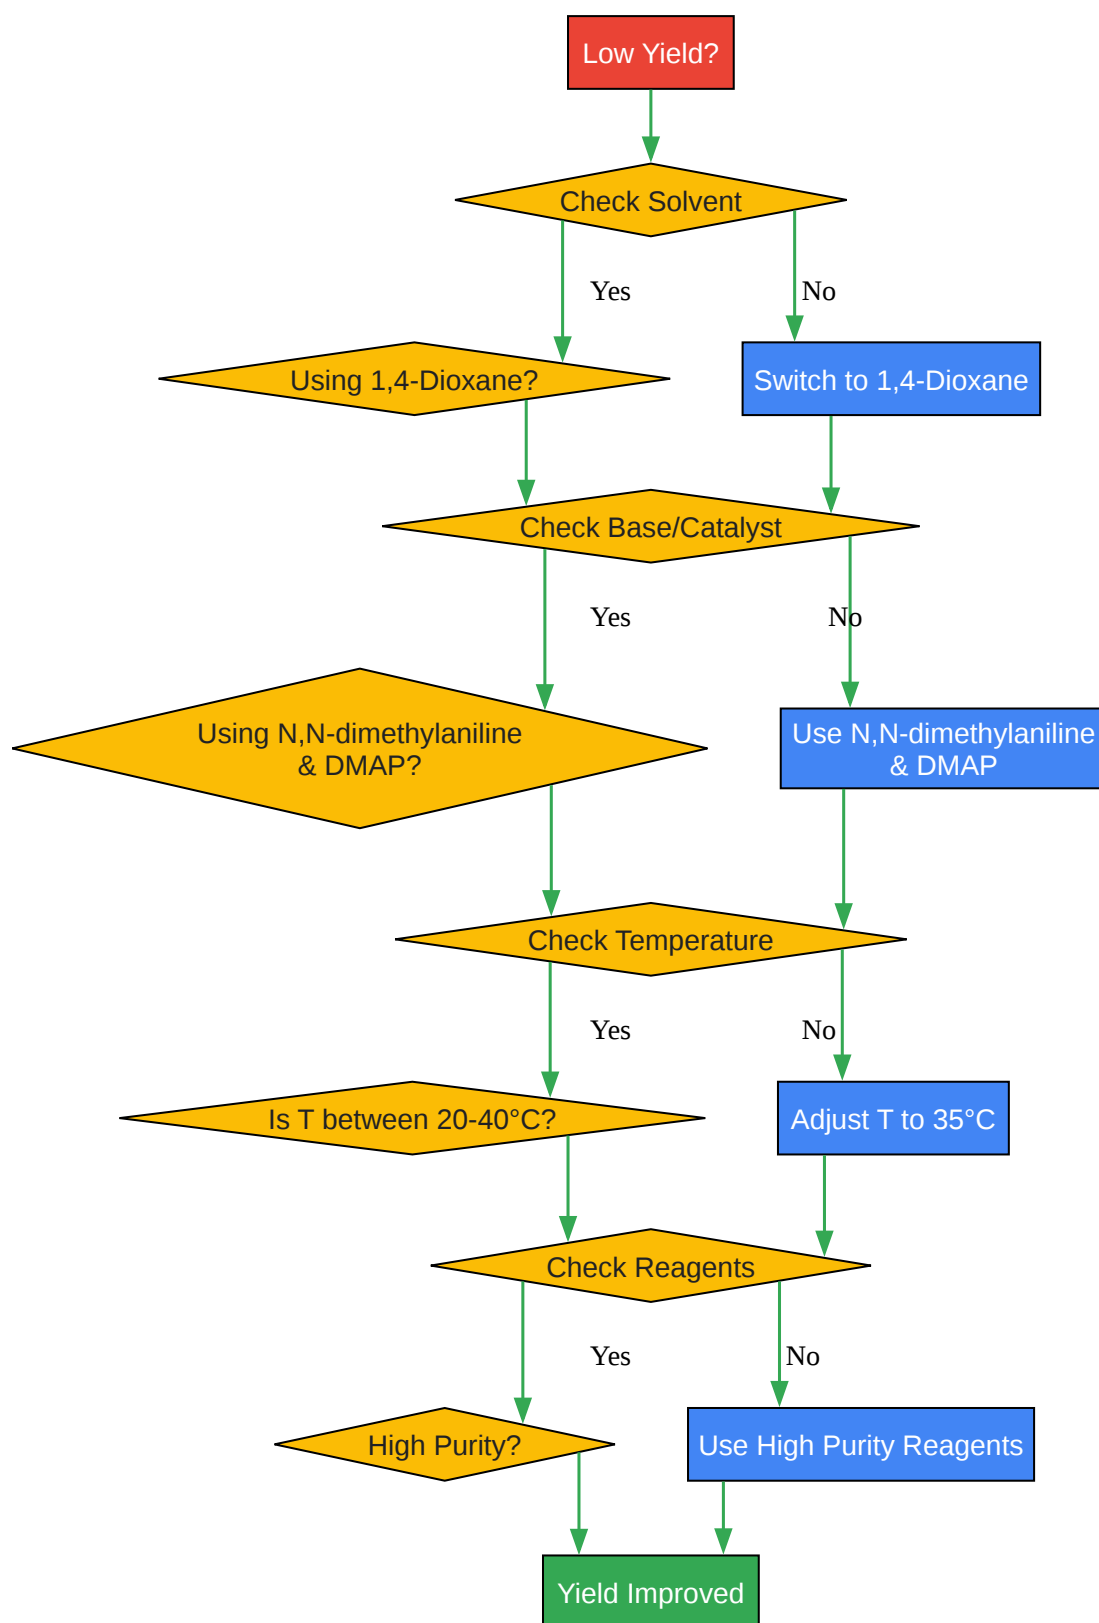 Low Yield?
Check Solvent
Yes
No
Using 1,4-Dioxane?
Switch to 1,4-Dioxane
Check Base/Catalyst
Yes
No
Using N,N-dimethylaniline
& DMAP?
Use N,N-dimethylaniline
& DMAP
Check Temperature
Yes
No
Is T between 20-40°C?
Adjust T to 35°C
Check Reagents
Yes
No
High Purity?
Use High Purity Reagents
Yield Improved